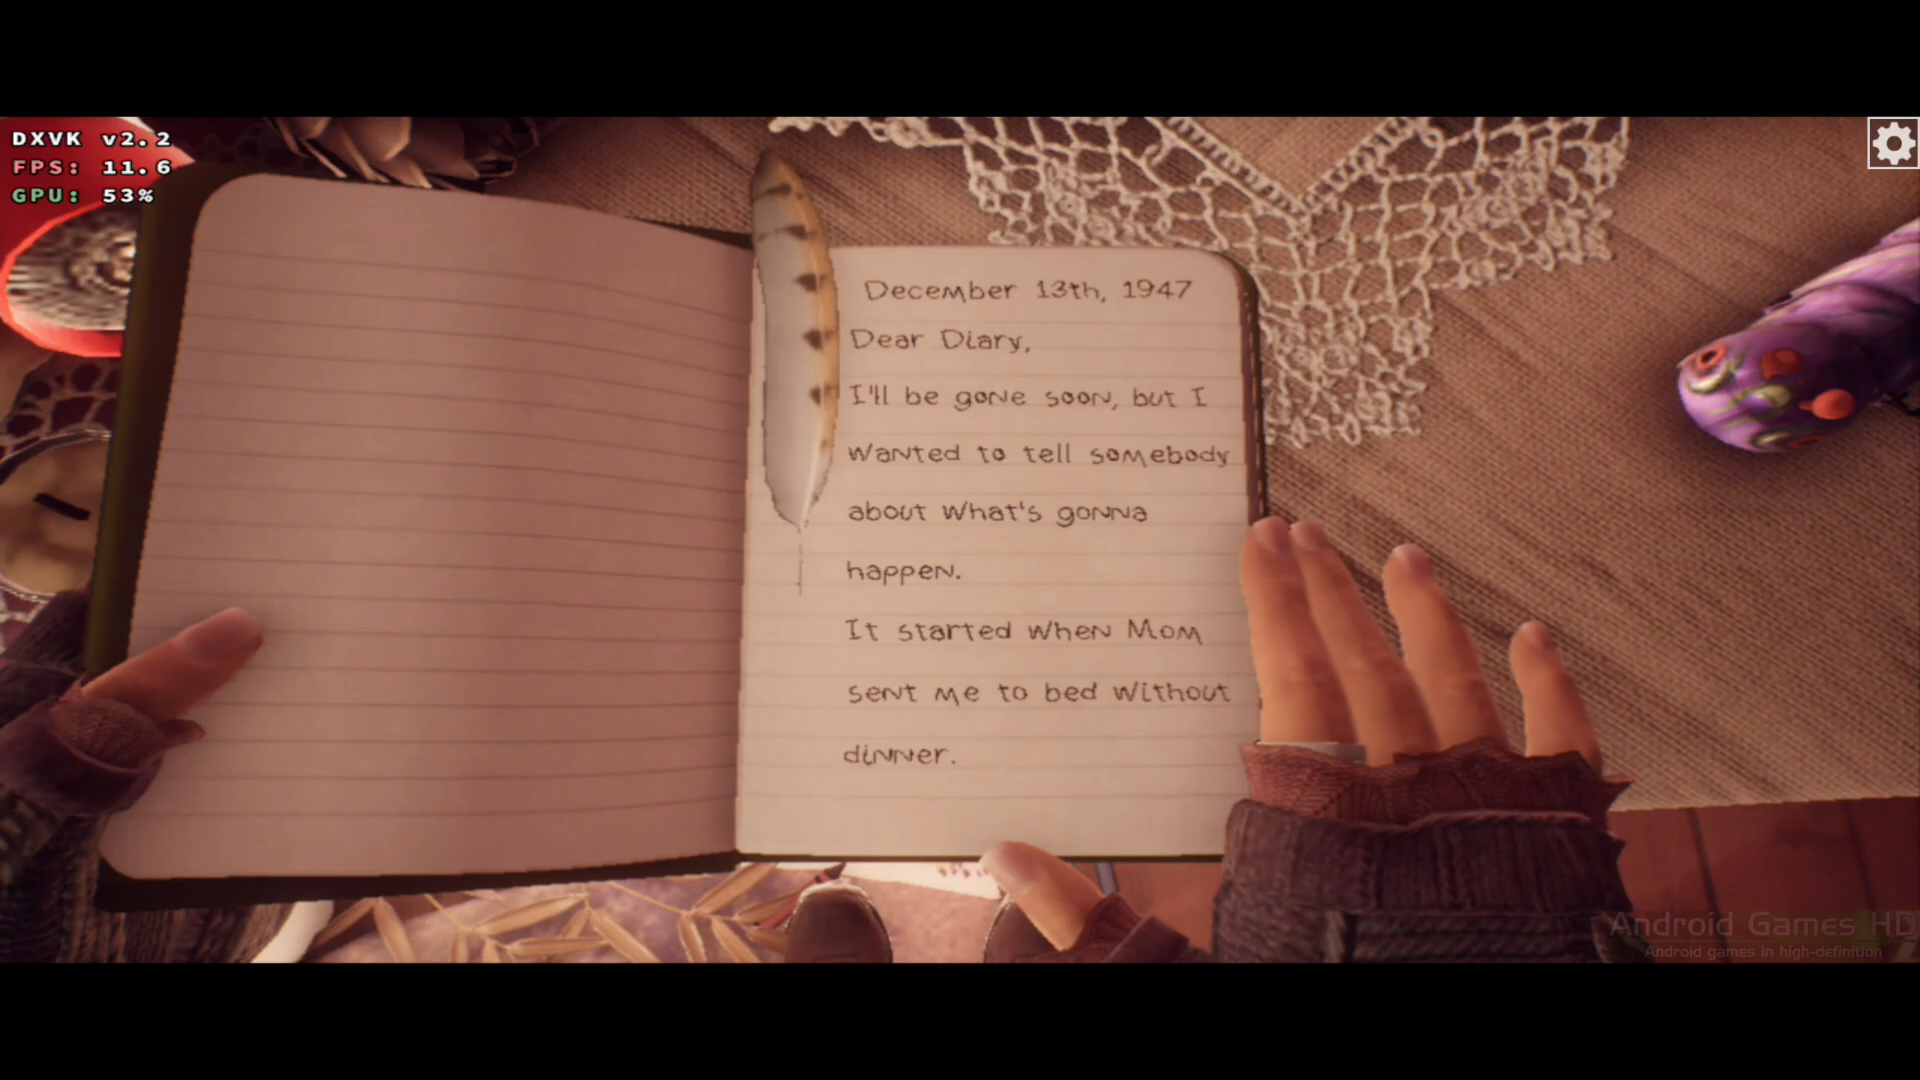 DXVK v2.2
FPS: 11.6
GPU: 53%
December 13th, 1947
Dear Diary,
I'll be gone soon, but I
wanted to tell somebody
about what's gonna
happen.
It started when Mom
sent me to bed without
dinner.
Android Games HD
Android games in high-definition